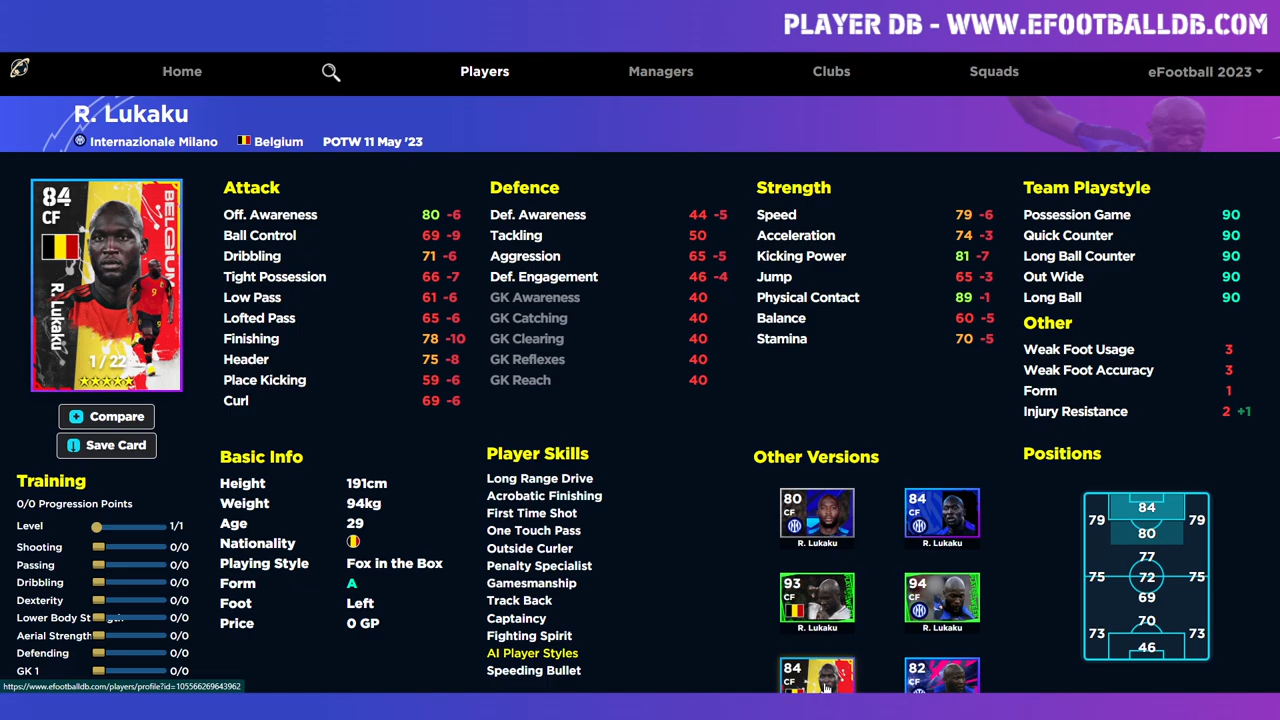 PLAYER DB - WWW.EFOOTBALLDB.COM
Home Players Managers Clubs Squads eFootball 2023
R. Lukaku
Internazionale Milano Belgium POTW 11 May '23
84
CF
BELGIUM
R. Lukaku
1 / 22
Compare
Save Card
Training
0/0 Progression Points
Level 1/1
Shooting 0/0
Passing 0/0
Dribbling 0/0
Dexterity 0/0
Lower Body Strength 0/0
Aerial Strength 0/0
Defending 0/0
GK 1 0/0
https://www.efootballdb.com/players/profile?id=105566269643962
Attack
Off. Awareness 80 -6
Ball Control 69 -9
Dribbling 71 -6
Tight Possession 66 -7
Low Pass 61 -6
Lofted Pass 65 -6
Finishing 78 -10
Header 75 -8
Place Kicking 59 -6
Curl 69 -6
Defence
Def. Awareness 44 -5
Tackling 50
Aggression 65 -5
Def. Engagement 46 -4
GK Awareness 40
GK Catching 40
GK Clearing 40
GK Reflexes 40
GK Reach 40
Strength
Speed 79 -6
Acceleration 74 -3
Kicking Power 81 -7
Jump 65 -3
Physical Contact 89 -1
Balance 60 -5
Stamina 70 -5
Team Playstyle
Possession Game 90
Quick Counter 90
Long Ball Counter 90
Out Wide 90
Long Ball 90
Other
Weak Foot Usage 3
Weak Foot Accuracy 3
Form 1
Injury Resistance 2 +1
Basic Info
Height 191cm
Weight 94kg
Age 29
Nationality
Playing Style Fox in the Box
Form A
Foot Left
Price 0 GP
Player Skills
Long Range Drive
Acrobatic Finishing
First Time Shot
One Touch Pass
Outside Curler
Penalty Specialist
Gamesmanship
Track Back
Captaincy
Fighting Spirit
AI Player Styles
Speeding Bullet
Other Versions
80
CF
R. Lukaku
84
CF
R. Lukaku
93
CF
R. Lukaku
94
CF
R. Lukaku
84
CF
82
CF
Positions
84
79 79
80
77
75 72 75
69
70
73 73
46